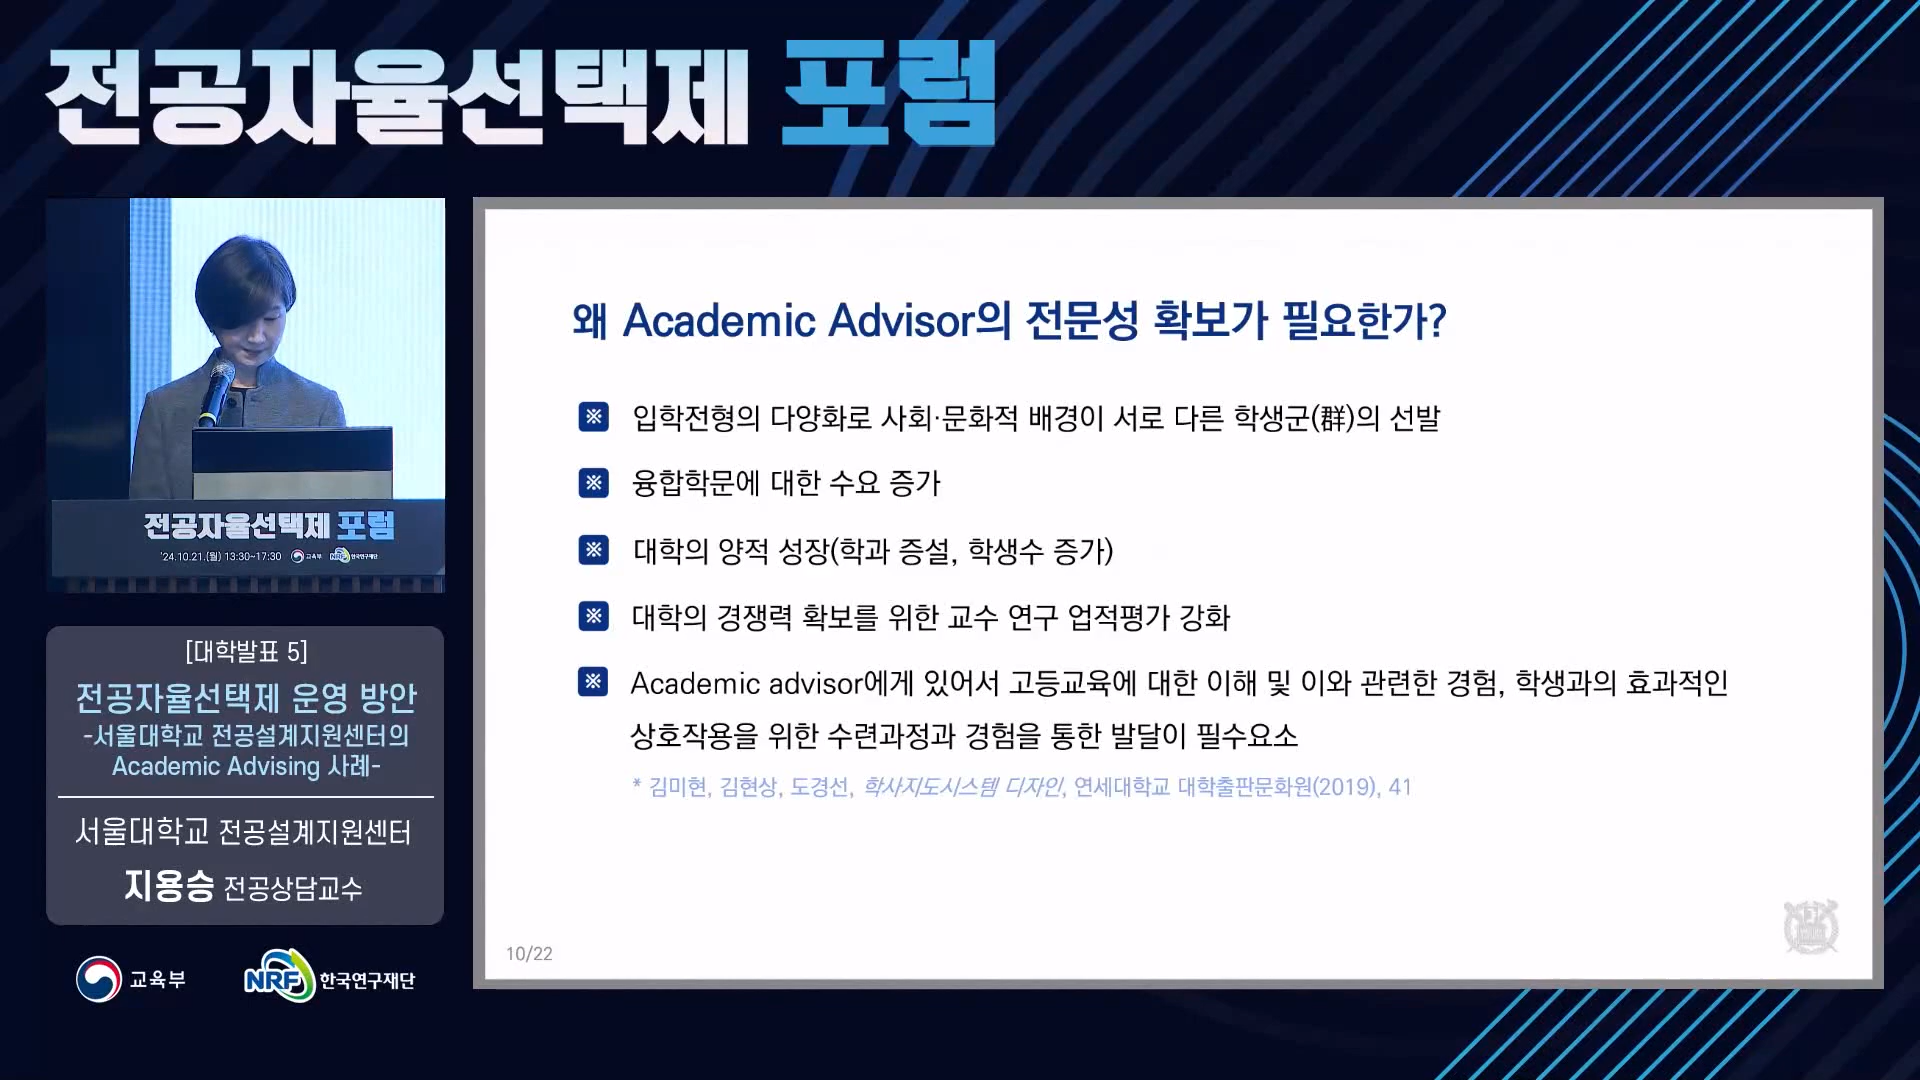 전공자율선택제 포럼
전공자율선택제 포럼
'24.10.21.(월) 13:30~17:30 교육부 NRF 한국연구재단
[대학발표 5]
전공자율선택제 운영 방안
-서울대학교 전공설계지원센터의
Academic Advising 사례-
서울대학교 전공설계지원센터
지용승 전공상담교수
교육부 NRF 한국연구재단
왜 Academic Advisor의 전문성 확보가 필요한가?
※ 입학전형의 다양화로 사회·문화적 배경이 서로 다른 학생군(群)의 선발
※ 융합학문에 대한 수요 증가
※ 대학의 양적 성장(학과 증설, 학생수 증가)
※ 대학의 경쟁력 확보를 위한 교수 연구 업적평가 강화
※ Academic advisor에게 있어서 고등교육에 대한 이해 및 이와 관련한 경험, 학생과의 효과적인
상호작용을 위한 수련과정과 경험을 통한 발달이 필수요소
* 김미현, 김현상, 도경선, 학사지도시스템 디자인, 연세대학교 대학출판문화원(2019), 41
10/22